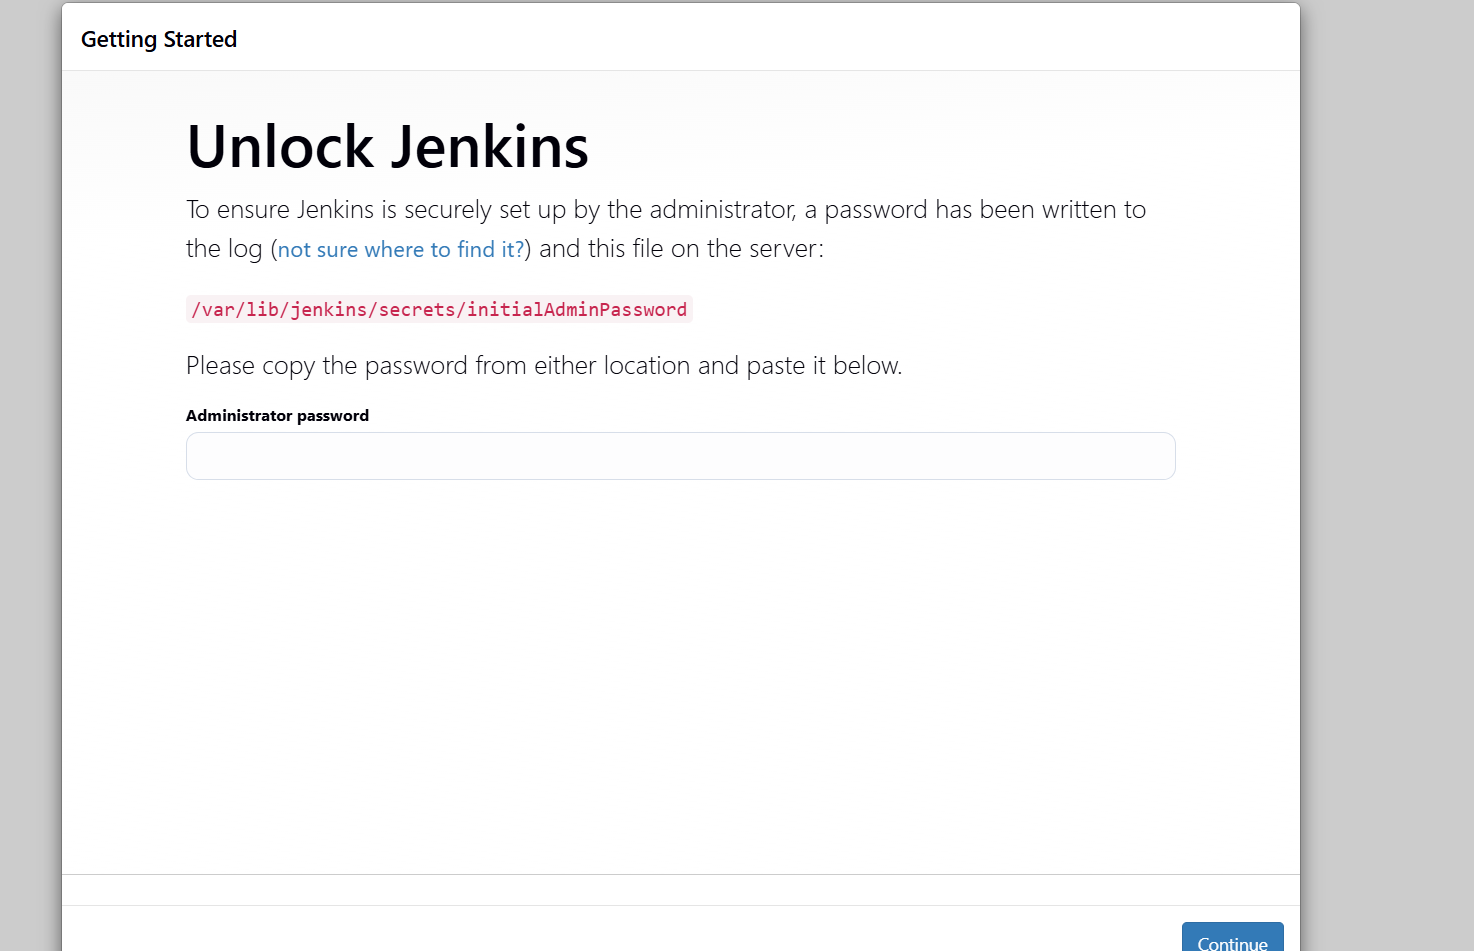 Getting Started
Unlock Jenkins
To ensure Jenkins is securely set up by the administrator, a password has been written to
the log (not sure where to find it?) and this file on the server:
/var/lib/jenkins/secrets/initialAdminPassword
Please copy the password from either location and paste it below.
Administrator password
Continue